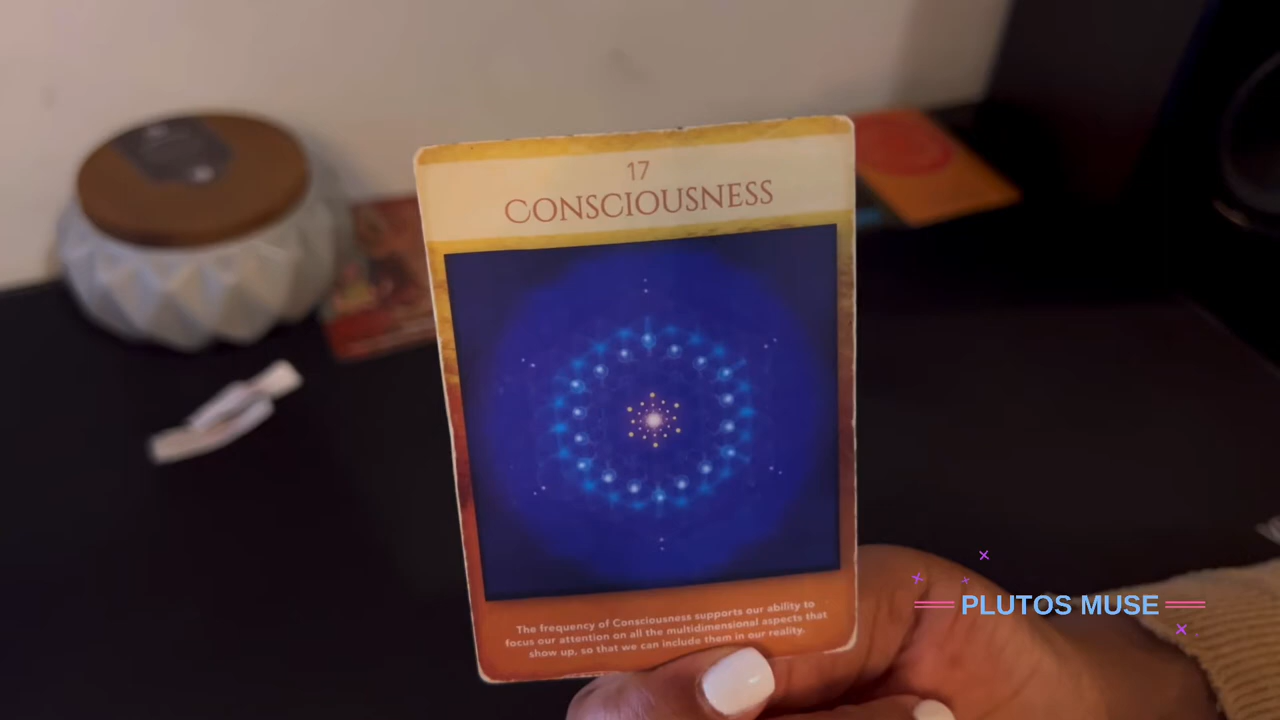 17
CONSCIOUSNESS
The frequency of Consciousness supports our ability to
focus our attention on all the multidimensional aspects that
show up, so that we can include them in our reality.
PLUTOS MUSE